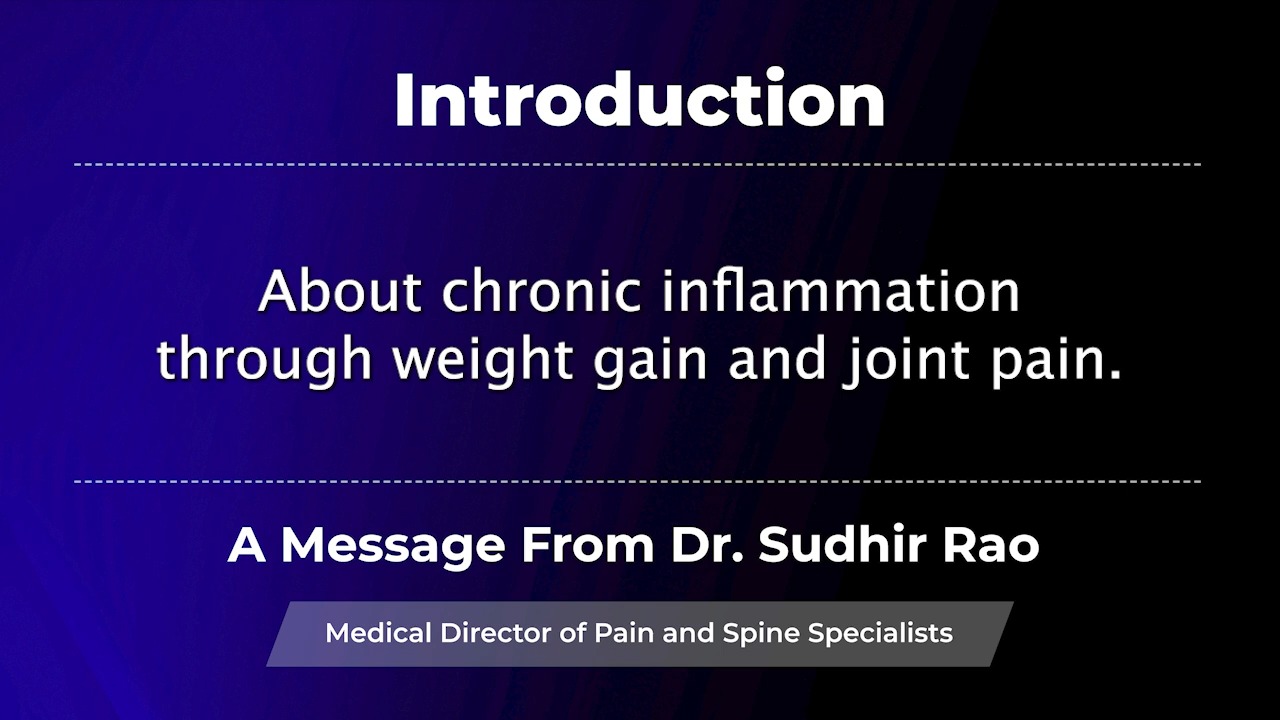 Introduction
About chronic inflammation
through weight gain and joint pain.
A Message From Dr. Sudhir Rao
Medical Director of Pain and Spine Specialists